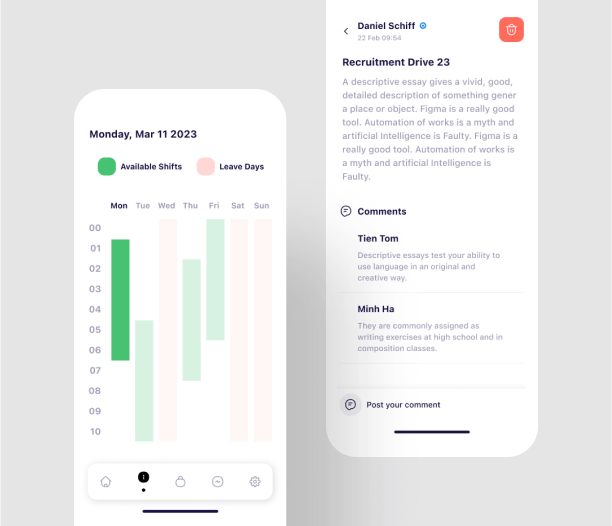 Monday, Mar 11 2023
Available Shifts
Leave Days
Mon Tue Wed Thu Fri Sat Sun
00
01
02
03
04
05
06
07
08
09
10
Daniel Schiff
22 Feb 09:54
Recruitment Drive 23
A descriptive essay gives a vivid, good,
detailed description of something gener
a place or object. Figma is a really good
tool. Automation of works is a myth and
artificial Intelligence is Faulty. Figma is a
really good tool. Automation of works is
a myth and artificial Intelligence is
Faulty.
Comments
Tien Tom
Descriptive essays test your ability to
use language in an original and
creative way.
Minh Ha
They are commonly assigned as
writing exercises at high school and in
composition classes.
Post your comment